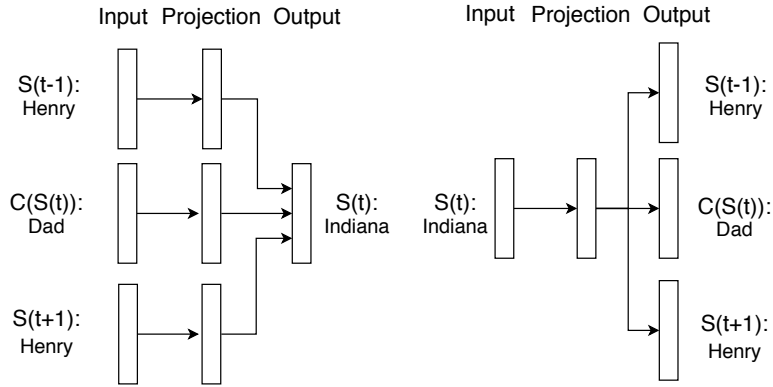 Input Projection Output
S(t-1):
Henry
C(S(t)):
Dad
S(t+1):
Henry
S(t):
Indiana
Input Projection Output
S(t):
Indiana
S(t-1):
Henry
C(S(t)):
Dad
S(t+1):
Henry